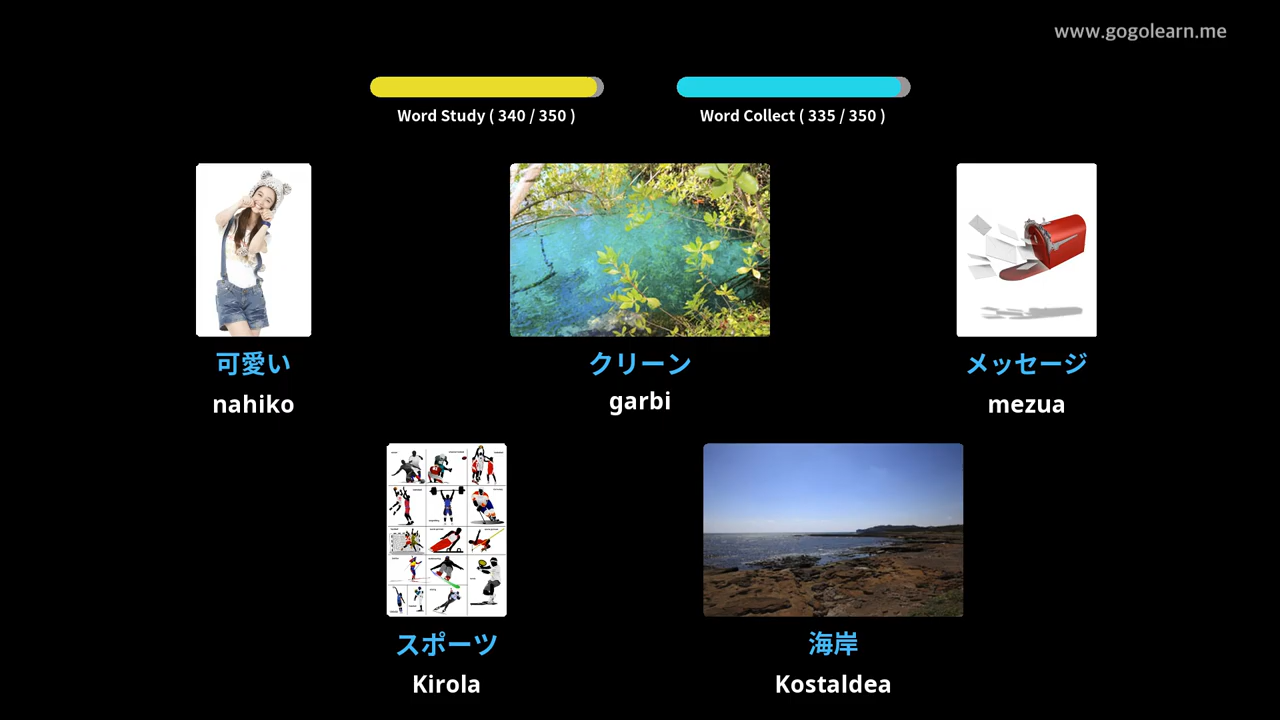 www.gogolearn.me
Word Study ( 340 / 350 )
Word Collect ( 335 / 350 )
可愛い
nahiko
クリーン
garbi
メッセージ
mezua
スポーツ
Kirola
海岸
Kostaldea